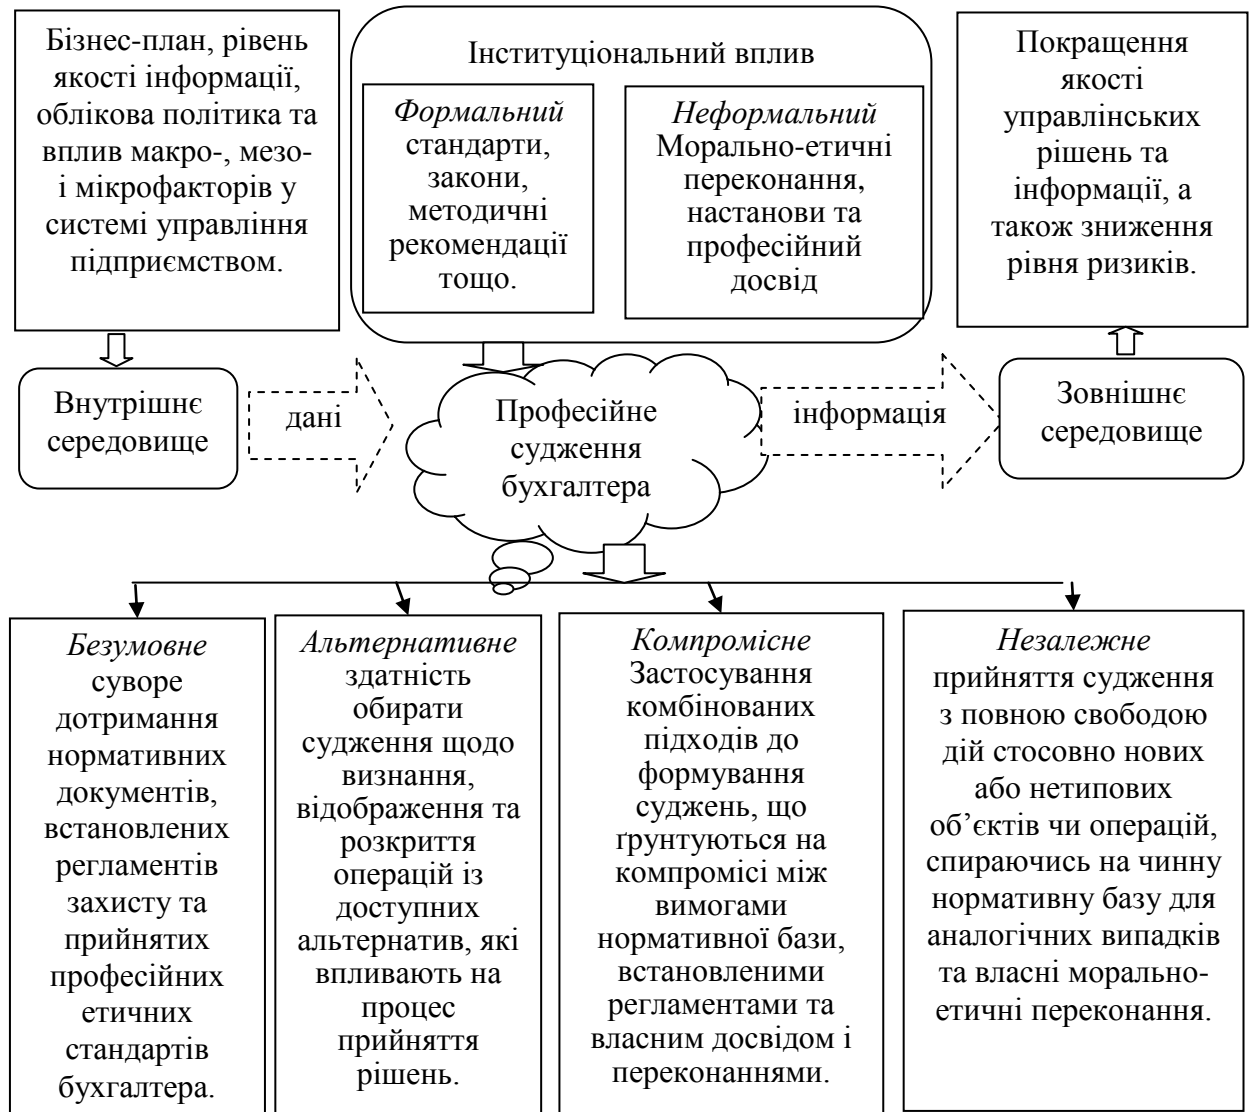 Бізнес-план, рівень
якості інформації,
облікова політика та
вплив макро-, мезо-
і мікрофакторів у
системі управління
підприємством.
Інституціональний вплив
Формальний
стандарти,
закони,
методичні
рекомендації
тощо.
Неформальний
Морально-етичні
переконання,
настанови та
професійний
досвід
Покращення
якості
управлінських
рішень та
інформації, а
також зниження
рівня ризиків.
Внутрішнє
середовище
дані
Професійне
судження
бухгалтера
інформація
Зовнішнє
середовище
Безумовне
суворе
дотримання
нормативних
документів,
встановлених
регламентів
захисту та
прийнятих
професійних
етичних
стандартів
бухгалтера.
Альтернативне
здатність
обирати
судження щодо
визнання,
відображення та
розкриття
операцій із
доступних
альтернатив, які
впливають на
процес
прийняття
рішень.
Компромісне
Застосування
комбінованих
підходів до
формування
суджень, що
ґрунтуються на
компромісі між
вимогами
нормативної бази,
встановленими
регламентами та
власним досвідом і
переконаннями.
Незалежне
прийняття судження
з повною свободою
дій стосовно нових
або нетипових
об’єктів чи операцій,
спираючись на чинну
нормативну базу для
аналогічних випадків
та власні морально-
етичні переконання.